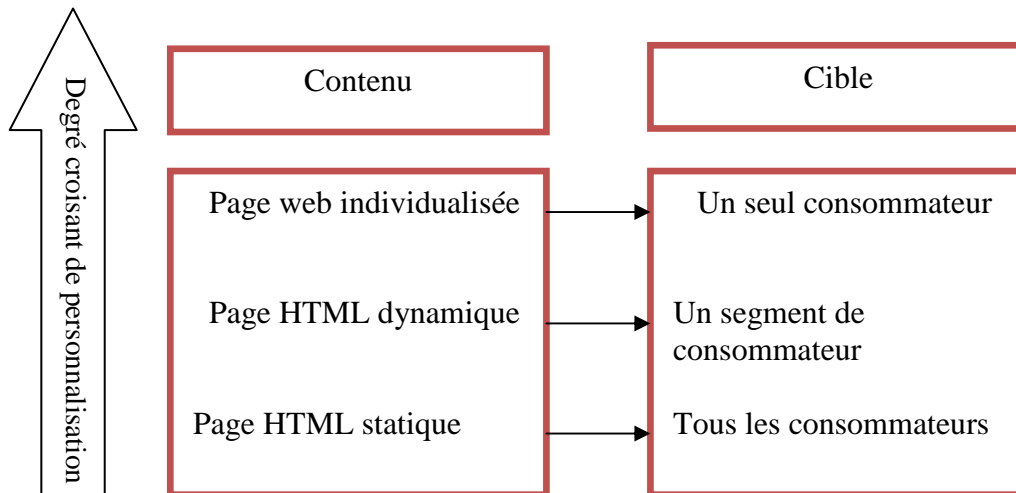 Degré croisant de personnalisation
Contenu
Cible
Page web individualisée
Un seul consommateur
Page HTML dynamique
Un segment de
consommateur
Page HTML statique
Tous les consommateurs